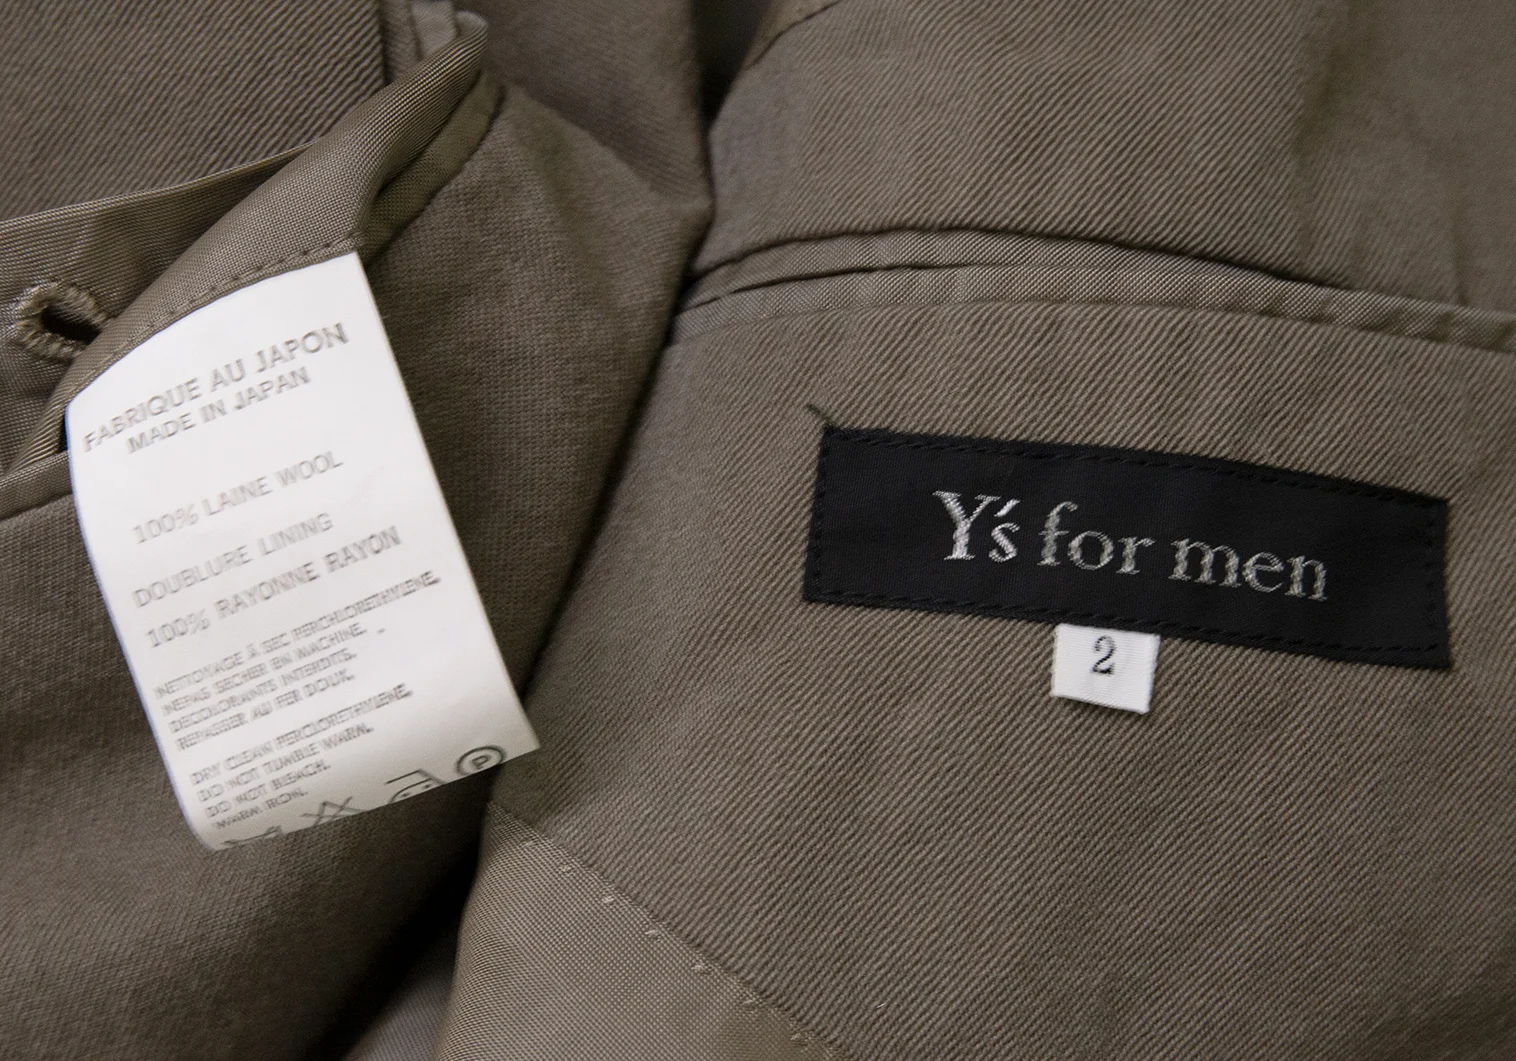 FABRIQUE AU JAPON
MADE IN JAPAN
100% LAINE WOOL
DOUBLURE LINING
100% RAYONNE RAYON
NETTOYAGE À SEC PERCHLORETHYLENE.
NEPAS SECHER EN MACHINE.
DECOLORANTS INTERDITS.
REPASSER AU FER DOUX.
DRY CLEAN PERCLORETHYLENE.
DO NOT TUMBLE WARM.
DO NOT BLEACH.
WARM IRON.
P
Y's for men
2